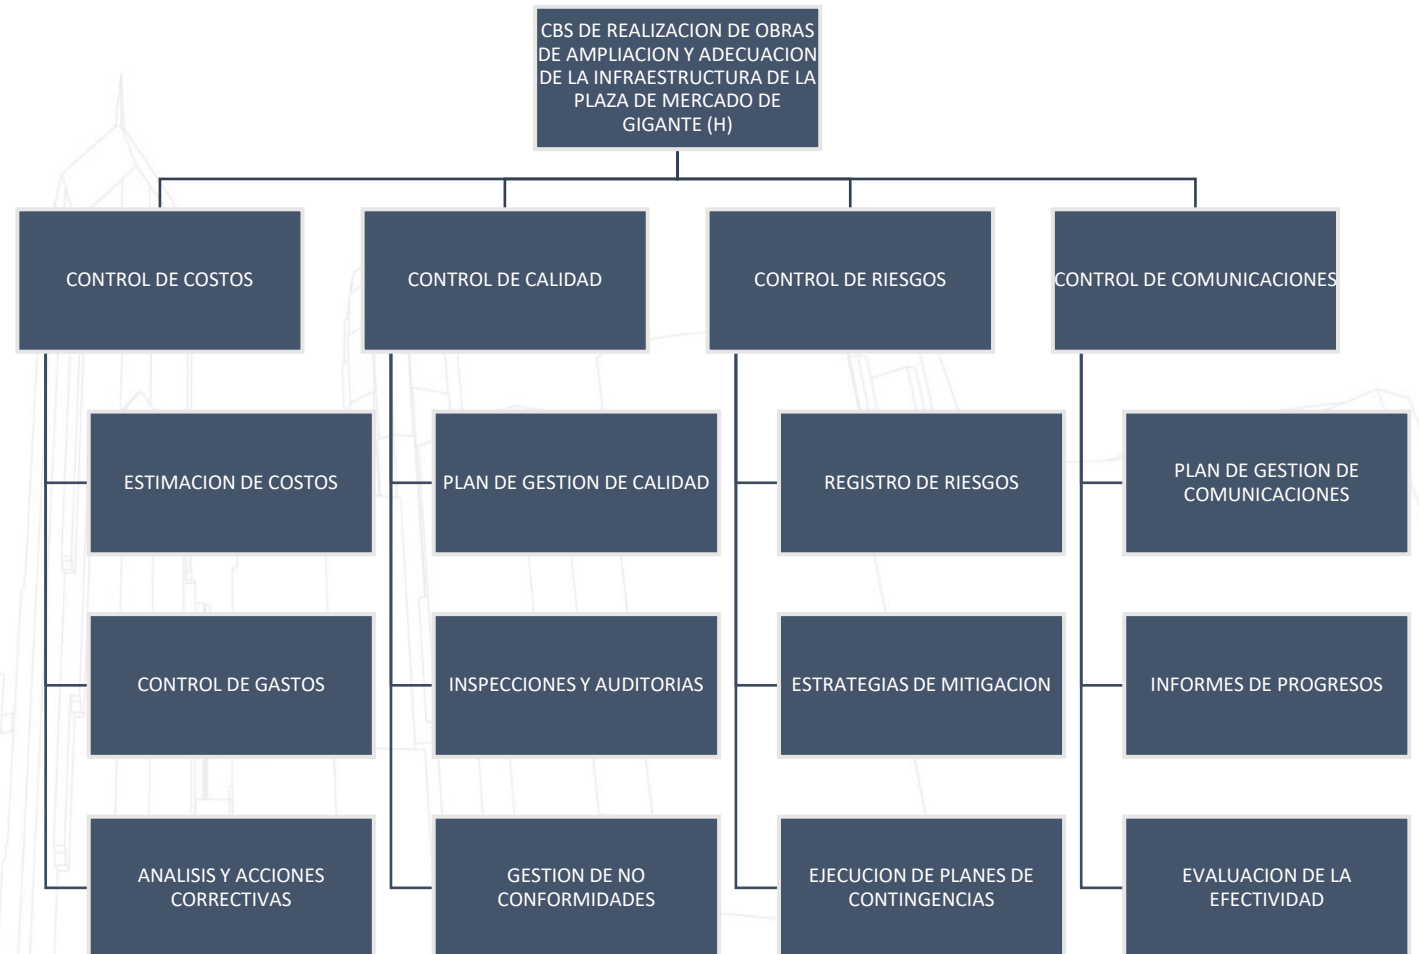 CBS DE REALIZACION DE OBRAS
DE AMPLIACION Y ADECUACION
DE LA INFRAESTRUCTURA DE LA
PLAZA DE MERCADO DE
GIGANTE (H)
CONTROL DE COSTOS
CONTROL DE CALIDAD
CONTROL DE RIESGOS
CONTROL DE COMUNICACIONES
ESTIMACION DE COSTOS
PLAN DE GESTION DE CALIDAD
REGISTRO DE RIESGOS
PLAN DE GESTION DE
COMUNICACIONES
CONTROL DE GASTOS
INSPECCIONES Y AUDITORIAS
ESTRATEGIAS DE MITIGACION
INFORMES DE PROGRESOS
ANALISIS Y ACCIONES
CORRECTIVAS
GESTION DE NO
CONFORMIDADES
EJECUCION DE PLANES DE
CONTINGENCIAS
EVALUACION DE LA
EFECTIVIDAD